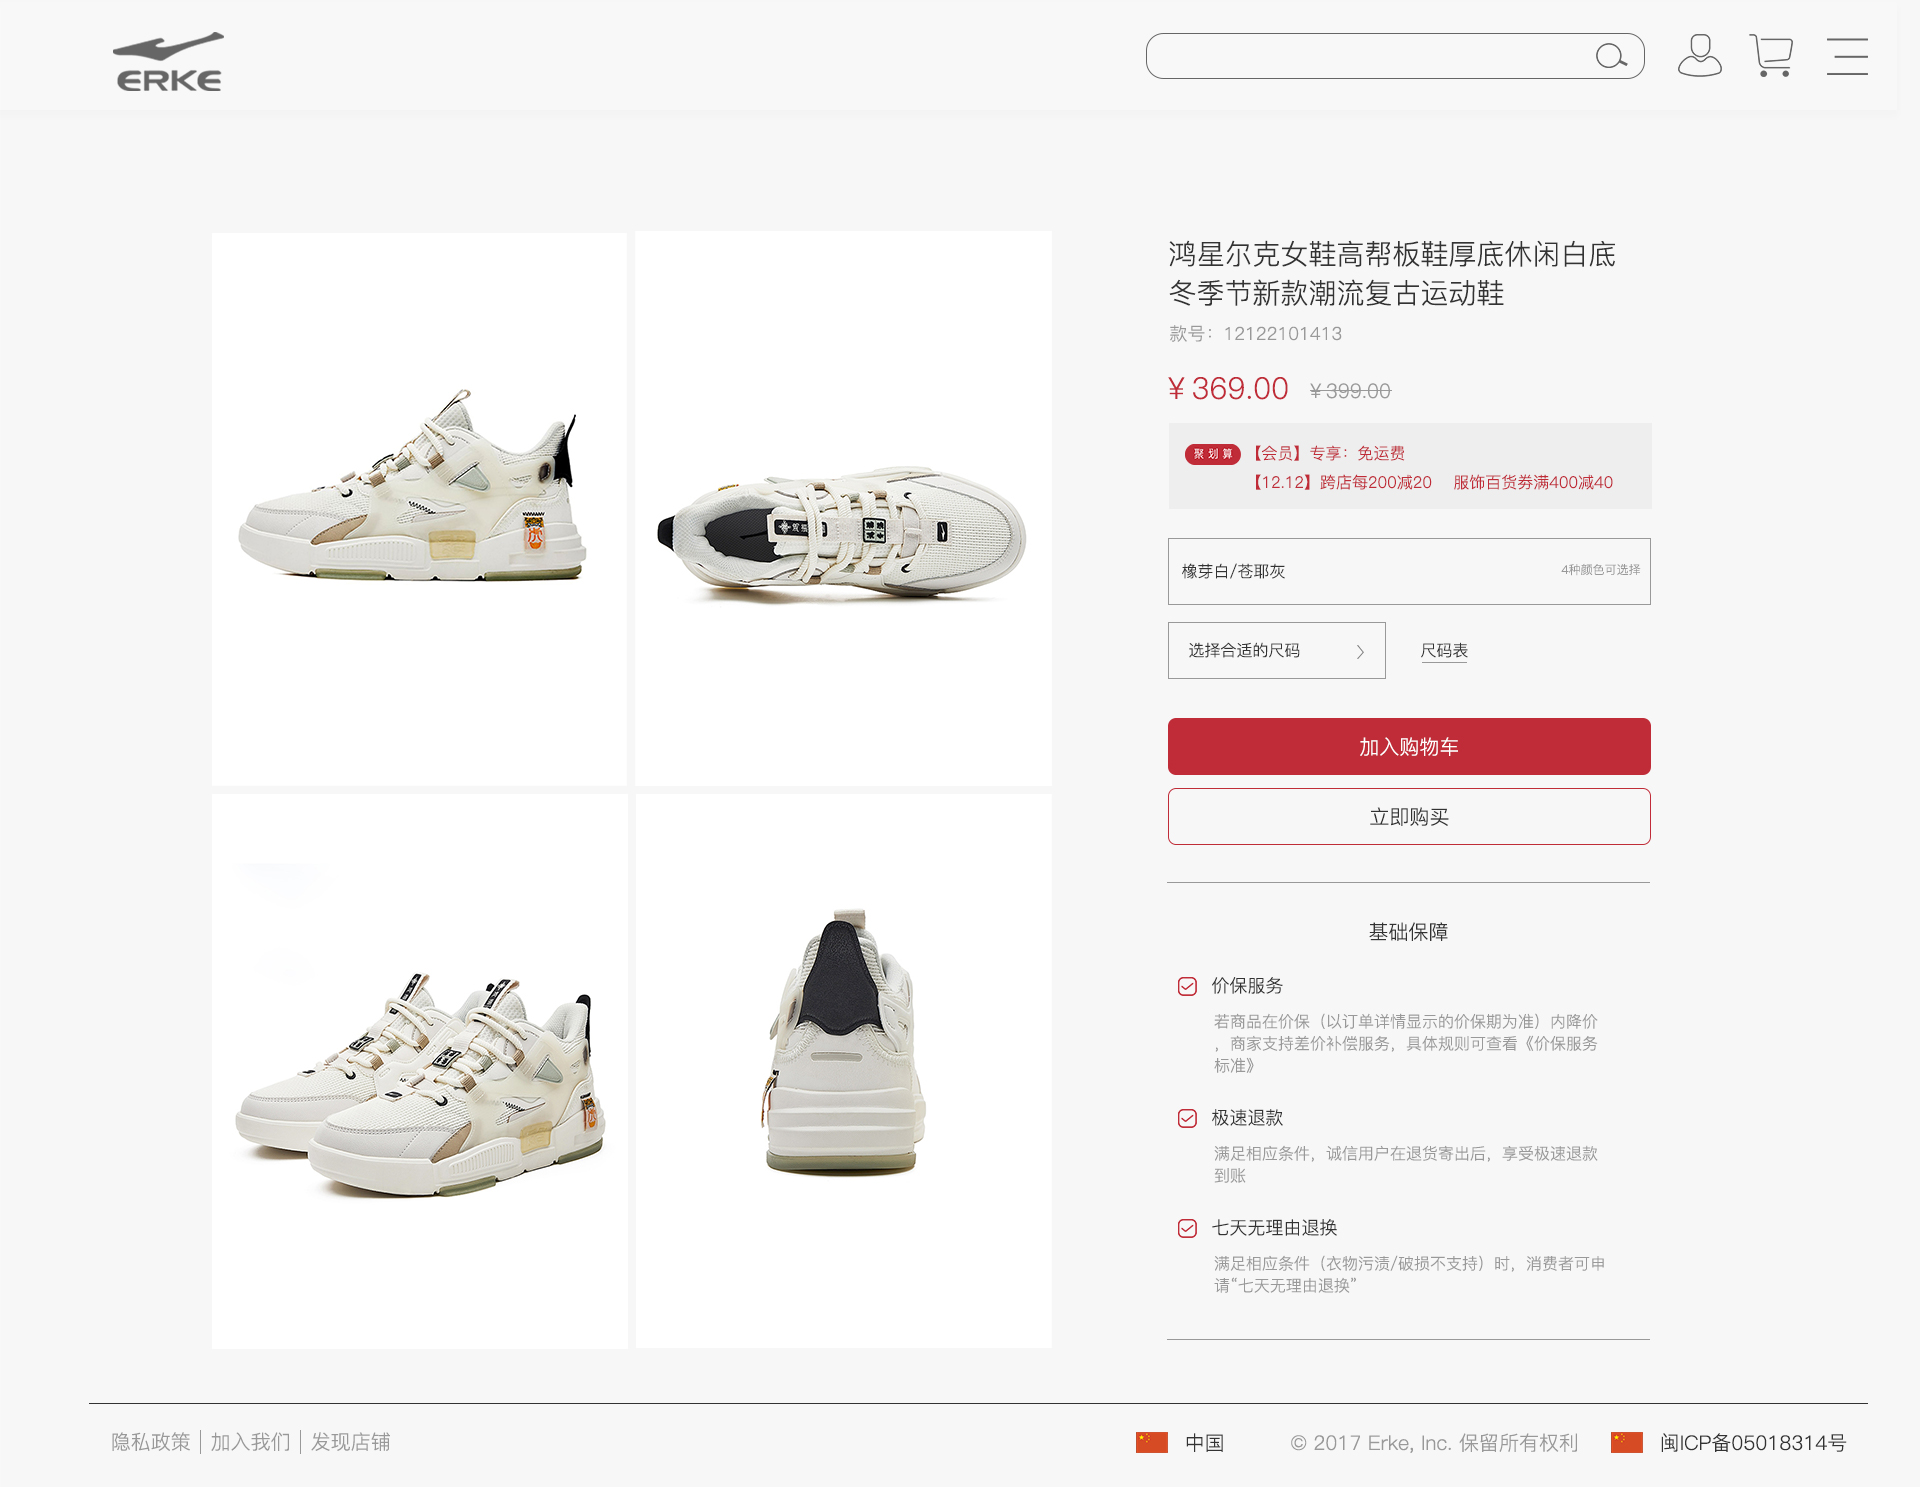 ERKE
鸿星尔克女鞋高帮板鞋厚底休闲白底
冬季节新款潮流复古运动鞋
款号：12122101413
¥ 369.00 ¥ 399.00
聚划算 【会员】专享：免运费
【12.12】跨店每200减20 服饰百货券满400减40
橡芽白/苍耶灰 4种颜色可选择
选择合适的尺码 尺码表
加入购物车
立即购买
基础保障
价保服务
若商品在价保（以订单详情显示的价保期为准）内降价
，商家支持差价补偿服务，具体规则可查看《价保服务
标准》
极速退款
满足相应条件，诚信用户在退货寄出后，享受极速退款
到账
七天无理由退换
满足相应条件（衣物污渍/破损不支持）时，消费者可申
请“七天无理由退换”
隐私政策 | 加入我们 | 发现店铺 中国 © 2017 Erke, Inc. 保留所有权利 闽ICP备05018314号